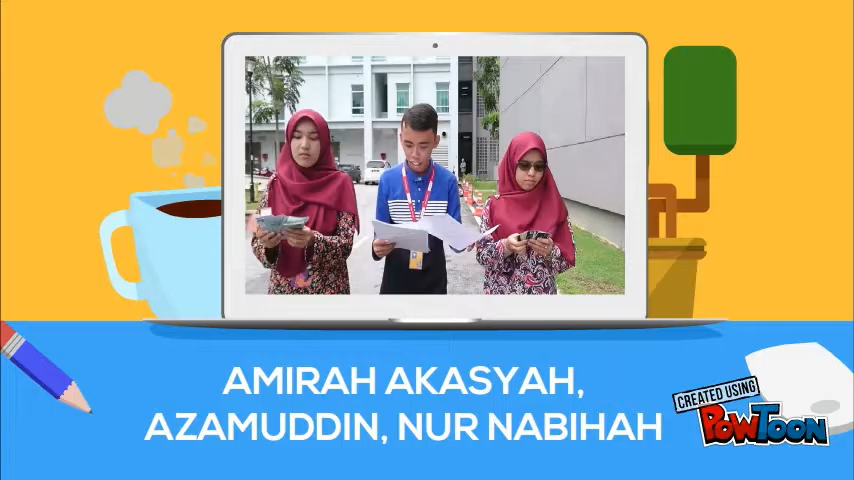 AMIRAH AKASYAH,
AZAMUDDIN, NUR NABIHAH
CREATED USING
POWTOON